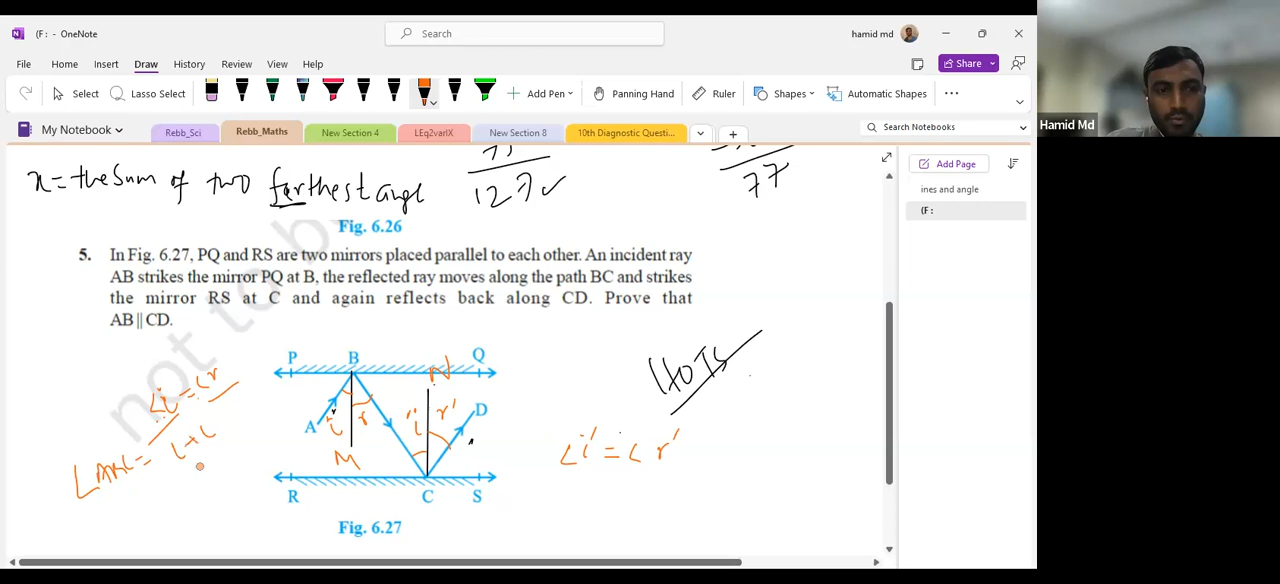 (F: - OneNote
Search
hamid md
File Home Insert Draw View History Review View Help
Select Lasso Select Add Pen Panning Hand Ruler Shapes Automatic Shapes Share
My Notebook Rebb_Sci Rebb_Maths New Section 4 LEq2varIX New Section 8 10th Diagnostic Questi... Search Notebooks
Add Page
ines and angle
(F :
Hamid Md
x = the Sum of two farthest angle
127
77
Fig. 6.26
5. In Fig. 6.27, PQ and RS are two mirrors placed parallel to each other. An incident ray
AB strikes the mirror PQ at B, the reflected ray moves along the path BC and strikes
the mirror RS at C and again reflects back along CD. Prove that
AB || CD.
P B Q
N
A i r i' r' D
M
R C S
Fig. 6.27
∠i = ∠r
∠ABC = i + i
HOTS
∠i' = ∠ r'
not to b